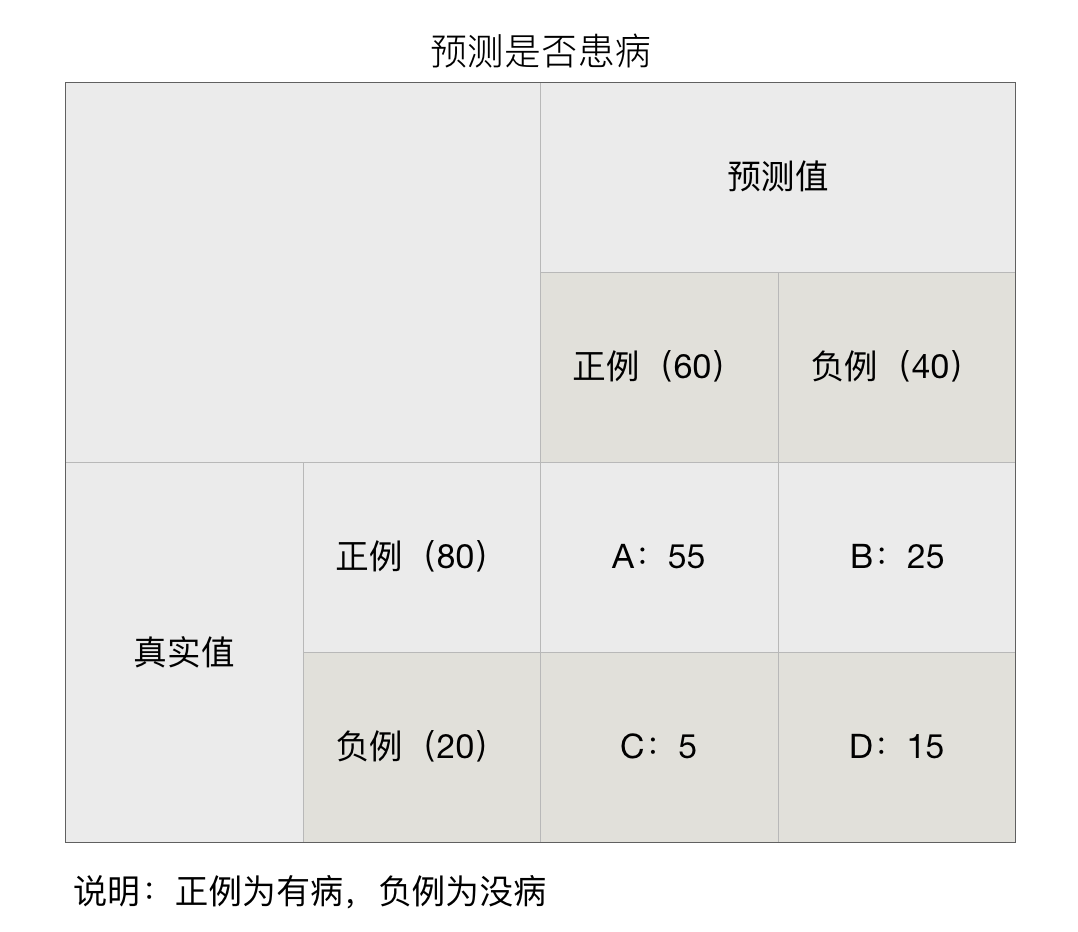 预测是否患病
预测值
正例（60）
负例（40）
真实值
正例（80）
A：55
B：25
负例（20）
C：5
D：15
说明：正例为有病，负例为没病